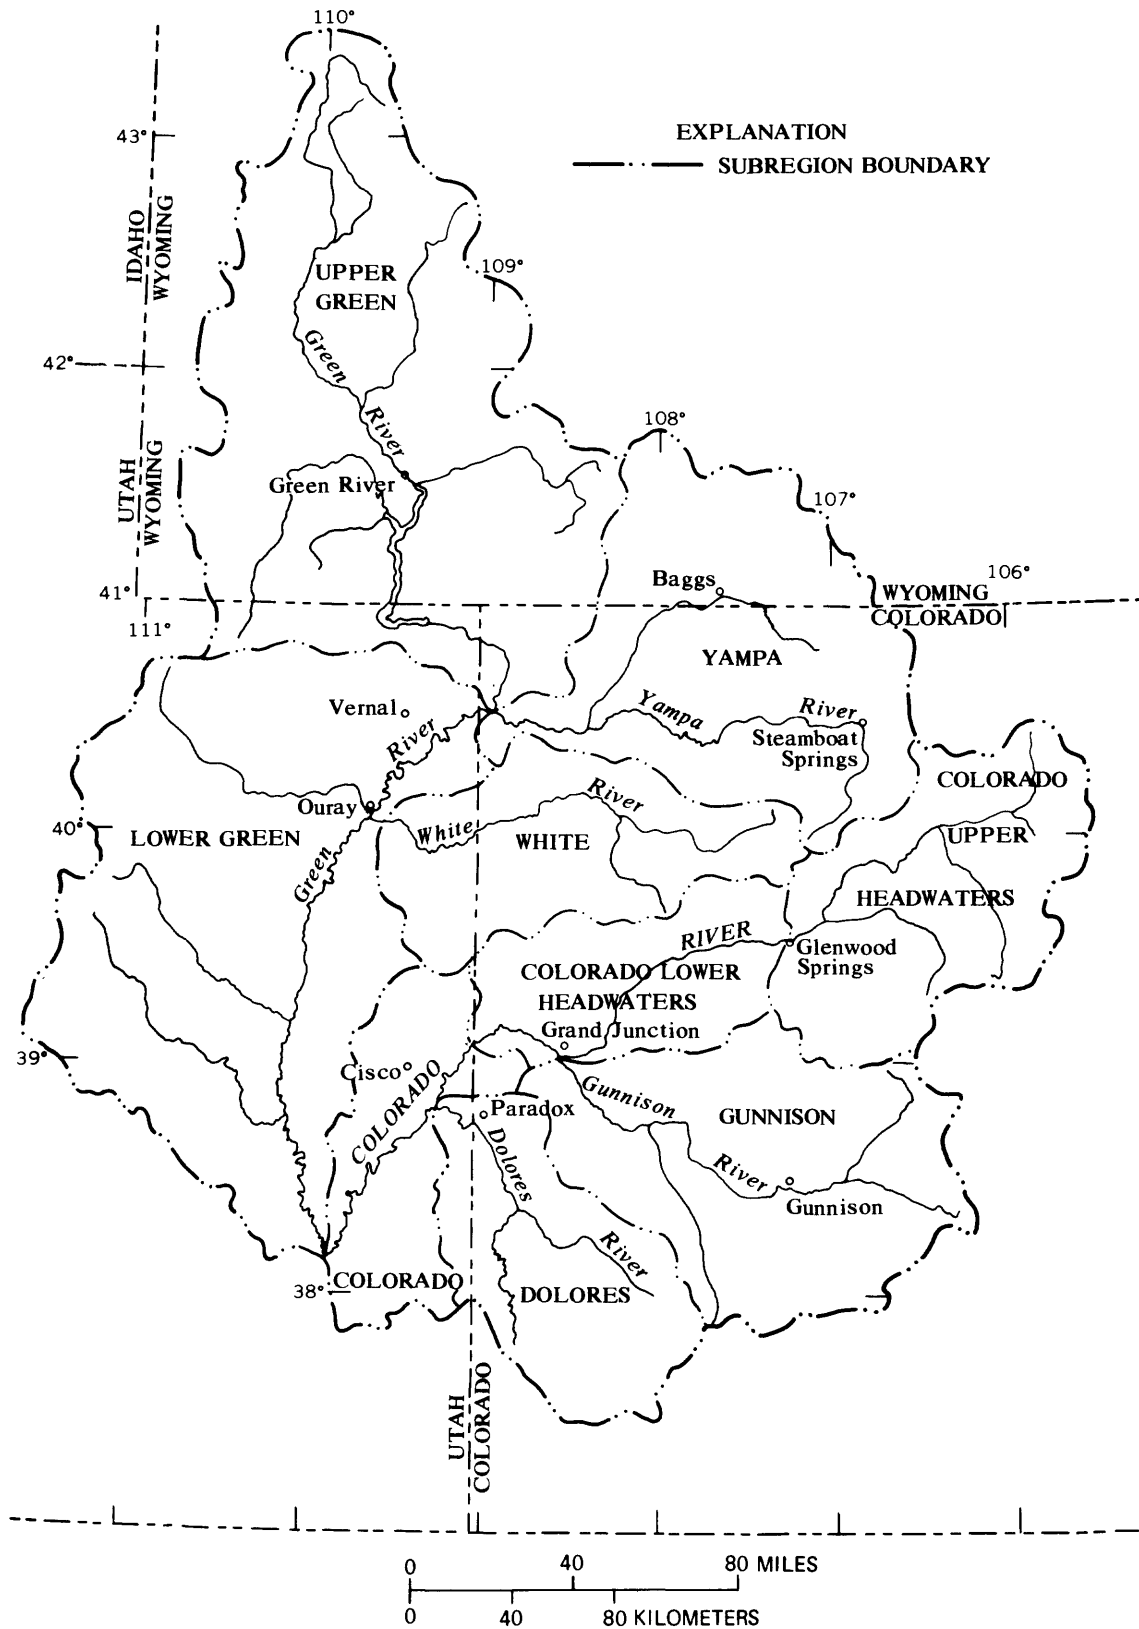 110°
EXPLANATION
SUBREGION BOUNDARY
43°
IDAHO
WYOMING
UPPER
GREEN
109°
Green
River
42°
108°
UTAH
WYOMING
Green River
107°
Baggs
106°
41°
WYOMING
COLORADO
111°
YAMPA
Vernal
River
Yampa
River
Steamboat
Springs
COLORADO
Ouray
River
White
40°
LOWER GREEN
WHITE
UPPER
Green
HEADWATERS
RIVER
Glenwood
Springs
COLORADO LOWER
HEADWATERS
Grand Junction
39°
Cisco
COLORADO
Paradox
Gunnison
GUNNISON
Dolores
River
Gunnison
River
38°
COLORADO
DOLORES
UTAH
COLORADO
0 40 80 MILES
0 40 80 KILOMETERS